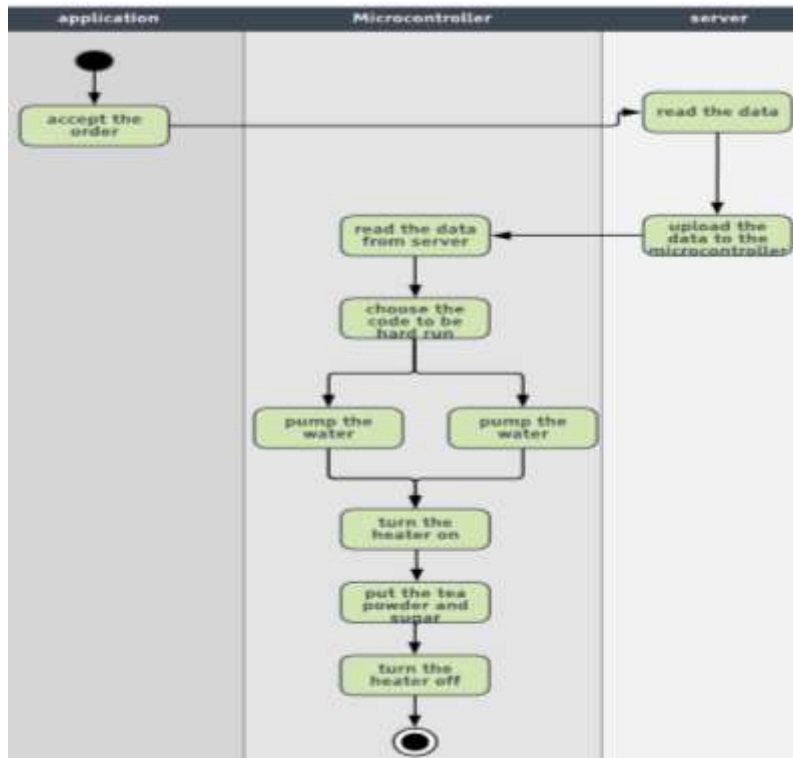 application
Microcontroller
server
accept the
order
read the data
read the data
from server
upload the
data to the
microcontroller
choose the
code to be
hard run
pump the
water
pump the
water
turn the
heater on
put the tea
powder and
sugar
turn the
heater off